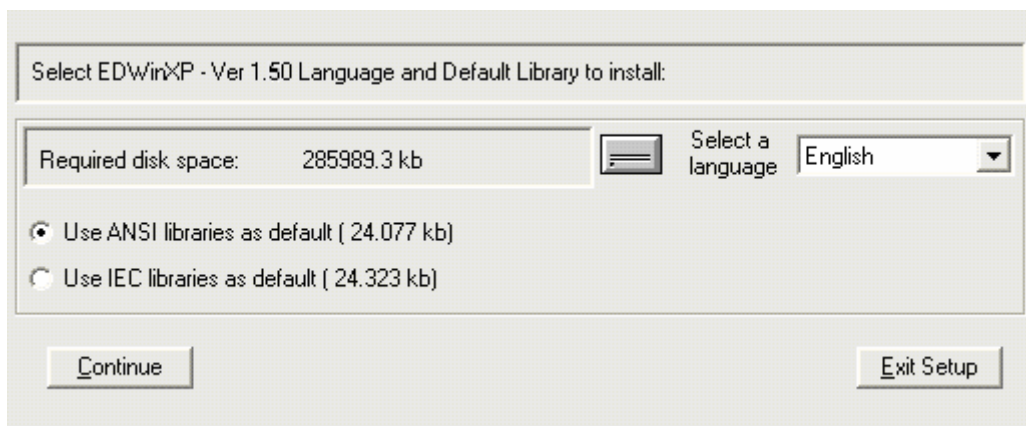 Select EDWinXP - Ver 1.50 Language and Default Library to install:
Required disk space: 285989.3 kb
Select a
language
English
Use ANSI libraries as default ( 24.077 kb)
Use IEC libraries as default ( 24.323 kb)
Continue
Exit Setup